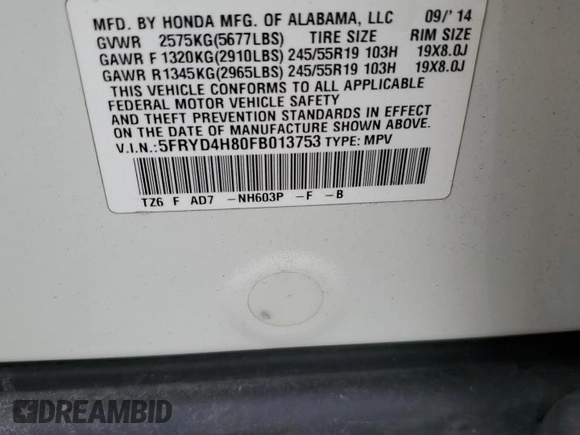 MFD. BY HONDA MFG. OF ALABAMA, LLC 09/' 14
GVWR 2575KG(5677LBS) TIRE SIZE RIM SIZE
GAWR F 1320KG(2910LBS) 245/55R19 103H 19X8.0J
GAWR R 1345KG(2965LBS) 245/55R19 103H 19X8.0J
THIS VEHICLE CONFORMS TO ALL APPLICABLE
FEDERAL MOTOR VEHICLE SAFETY
AND THEFT PREVENTION STANDARDS IN EFFECT
ON THE DATE OF MANUFACTURE SHOWN ABOVE.
V.I.N.:5FRYD4H80FB013753 TYPE: MPV
TZ6 F AD7 -NH603P -F -B
DREAMBID